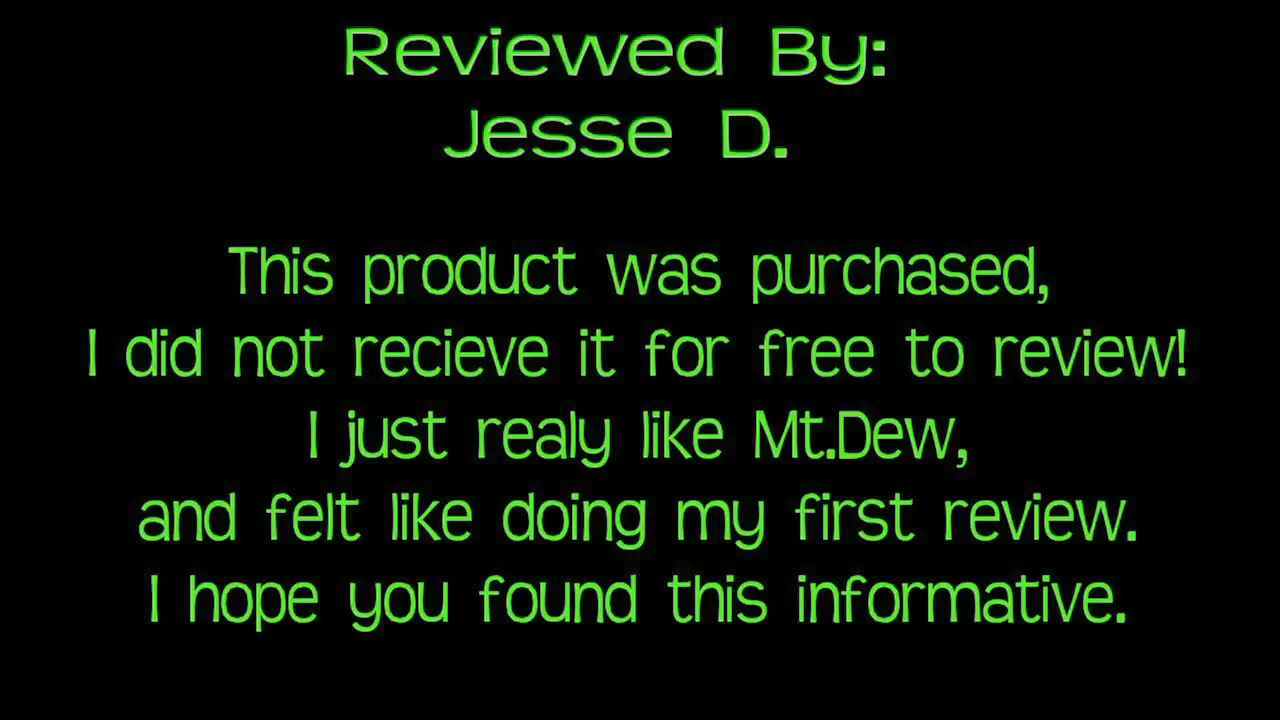 Reviewed By:
Jesse D.
This product was purchased,
I did not recieve it for free to review!
I just realy like Mt.Dew,
and felt like doing my first review.
I hope you found this informative.